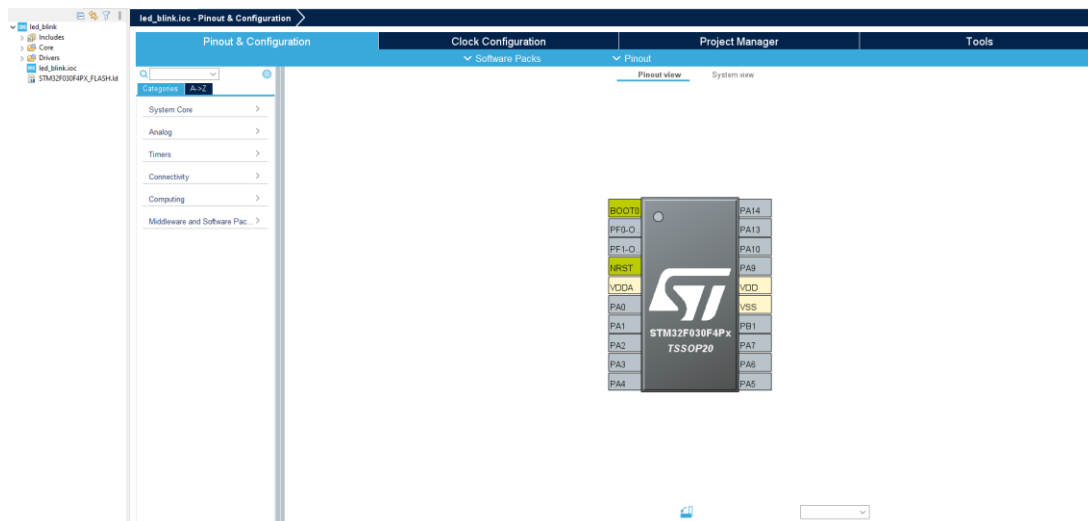 led_blink
Includes
Core
Drivers
led_blink.ioc
STM32F030F4PX_FLASH.ld
led_blink.ioc - Pinout & Configuration
Pinout & Configuration
Clock Configuration
Project Manager
Tools
Software Packs
Pinout
Categories
A->Z
System Core
Analog
Timers
Connectivity
Computing
Middleware and Software Pac...
Pinout view
System view
BOOT0
PF0-O..
PF1-O..
NRST
VDDA
PA0
PA1
PA2
PA3
PA4
PA14
PA13
PA10
PA9
VDD
VSS
PB1
PA7
PA6
PA5
ST
STM32F030F4Px
TSSOP20